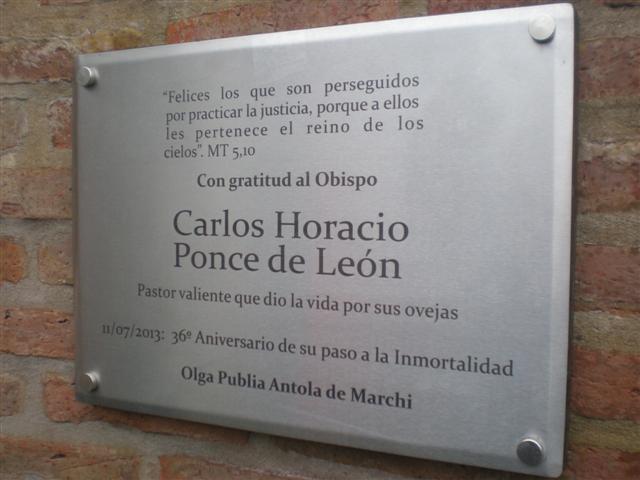 “Felices los que son perseguidos
por practicar la justicia, porque a ellos
les pertenece el reino de los
cielos”. MT 5,10
Con gratitud al Obispo
Carlos Horacio
Ponce de León
Pastor valiente que dio la vida por sus ovejas
11/07/2013: 36º Aniversario de su paso a la Inmortalidad
Olga Publia Antola de Marchi